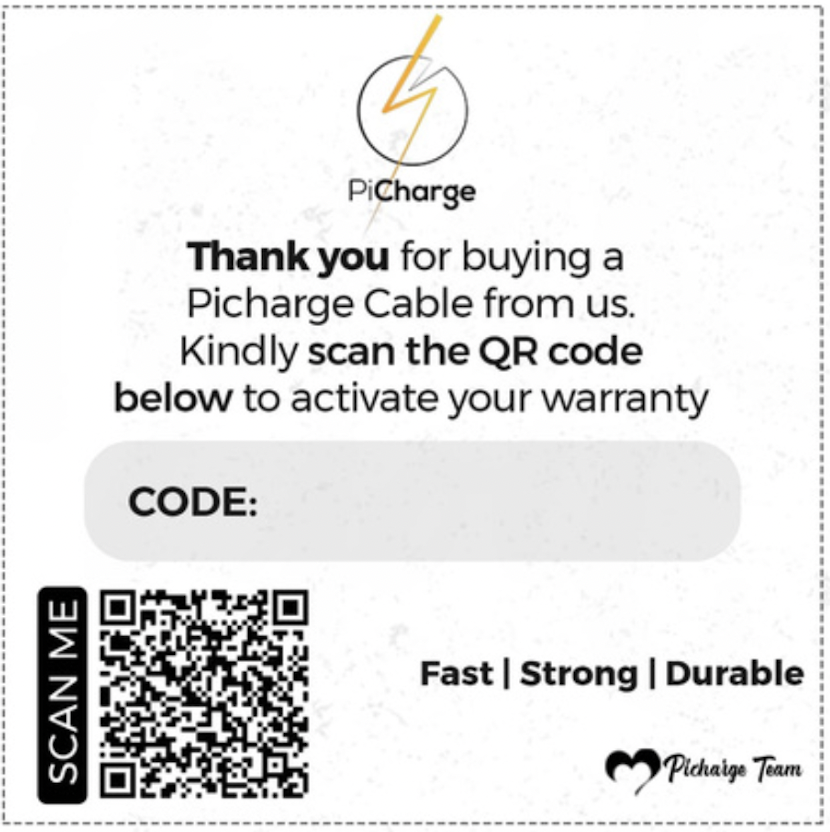 PiCharge
Thank you for buying a
Picharge Cable from us.
Kindly scan the QR code
below to activate your warranty
CODE:
SCAN ME
Fast | Strong | Durable
Picharge Team